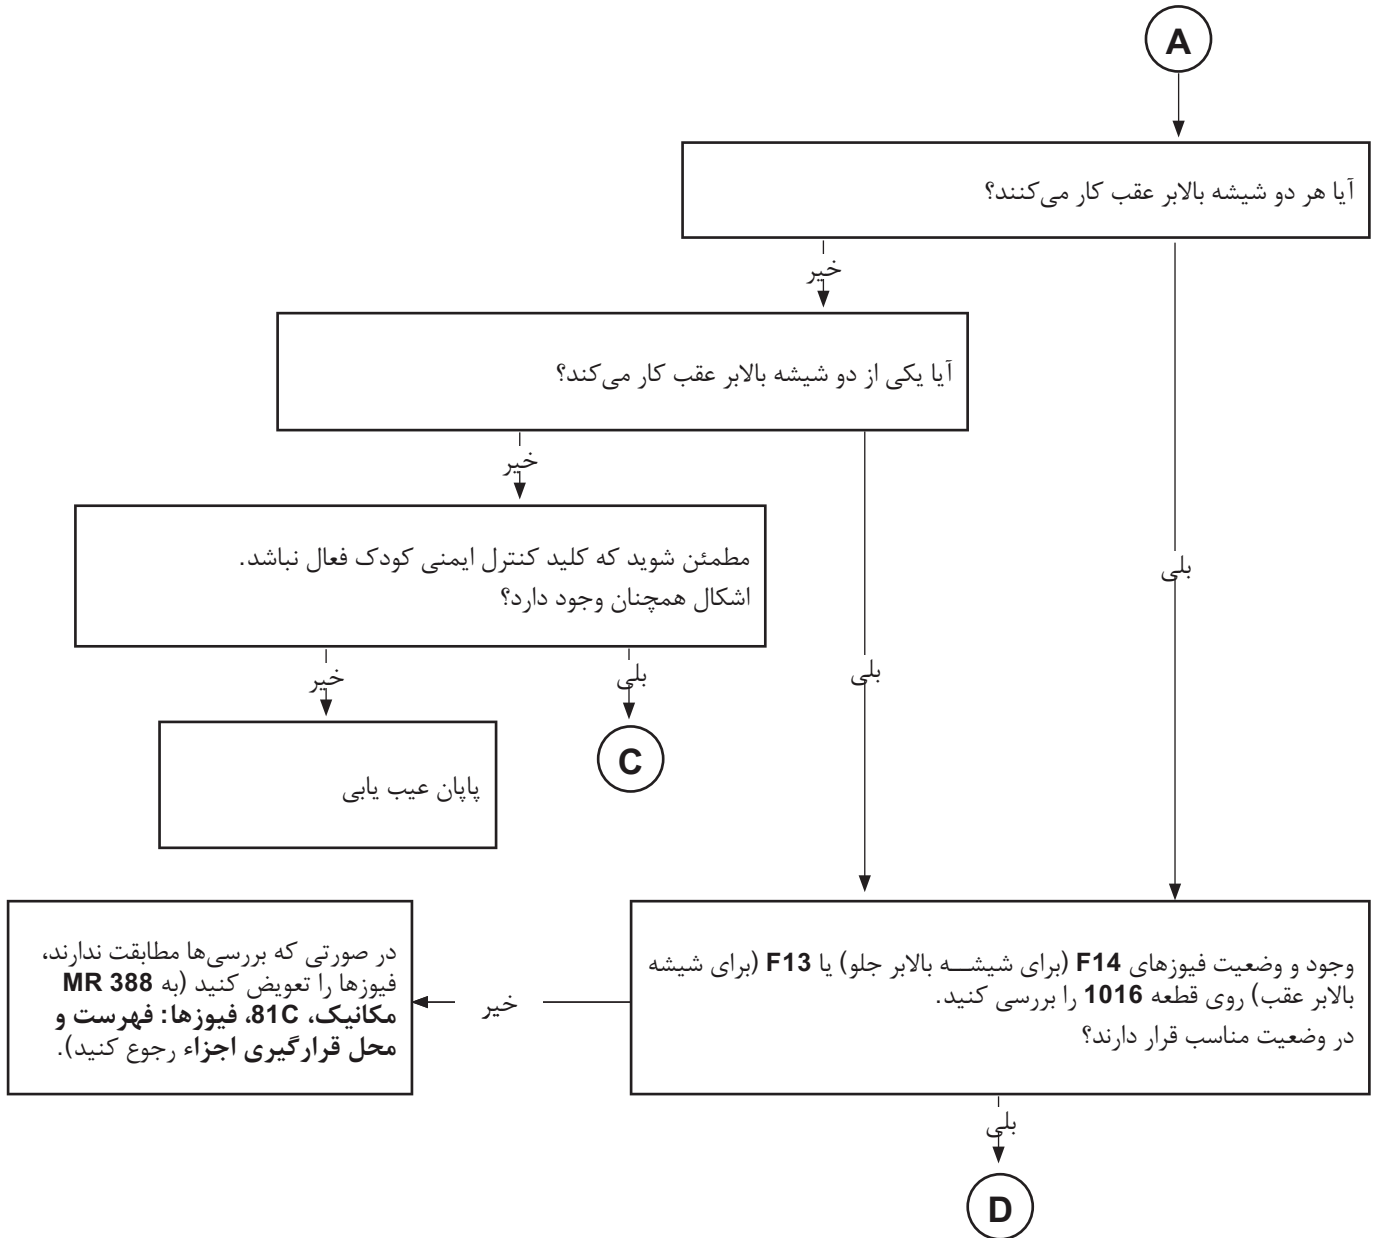 A
آیا هر دو شیشه بالابر عقب کار می‌کنند؟
خیر
آیا یکی از دو شیشه بالابر عقب کار می‌کند؟
خیر
بلی
مطمئن شوید که کلید کنترل ایمنی کودک فعال نباشد.
اشکال همچنان وجود دارد؟
خیر
بلی
بلی
پاپان عیب یابی
C
وجود و وضعیت فیوزهای F14 (برای شیشه بالابر جلو) یا F13 (برای شیشه
بالابر عقب) روی قطعه 1016 را بررسی کنید.
در وضعیت مناسب قرار دارند؟
خیر
در صورتی که بررسی‌ها مطابقت ندارند،
فیوزها را تعویض کنید (به MR 388
مکانیک، 81C، فیوزها: فهرست و
محل قرارگیری اجزاء رجوع کنید).
بلی
D